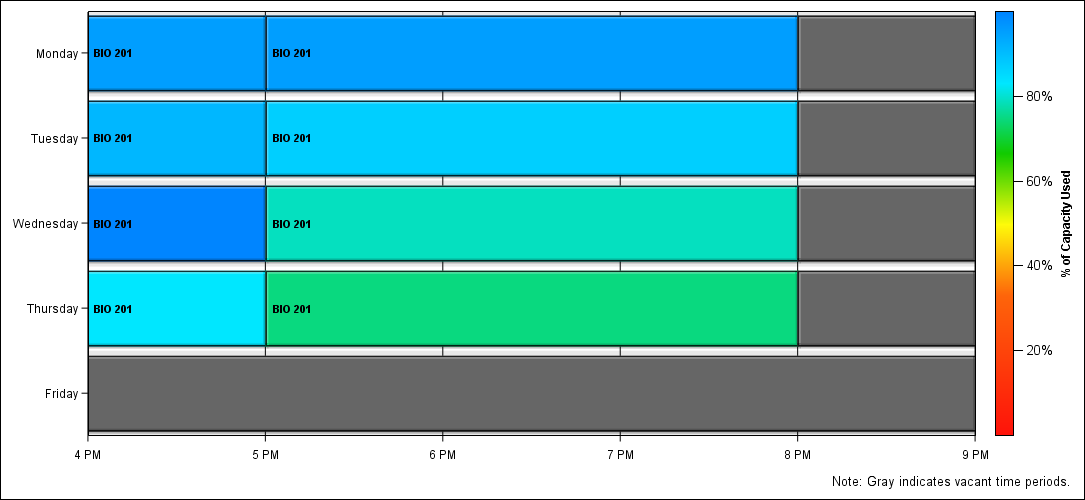 Monday
BIO 201
BIO 201
Tuesday
BIO 201
BIO 201
Wednesday
BIO 201
BIO 201
Thursday
BIO 201
BIO 201
Friday
4 PM
5 PM
6 PM
7 PM
8 PM
9 PM
80%
60%
40%
20%
% of Capacity Used
Note: Gray indicates vacant time periods.